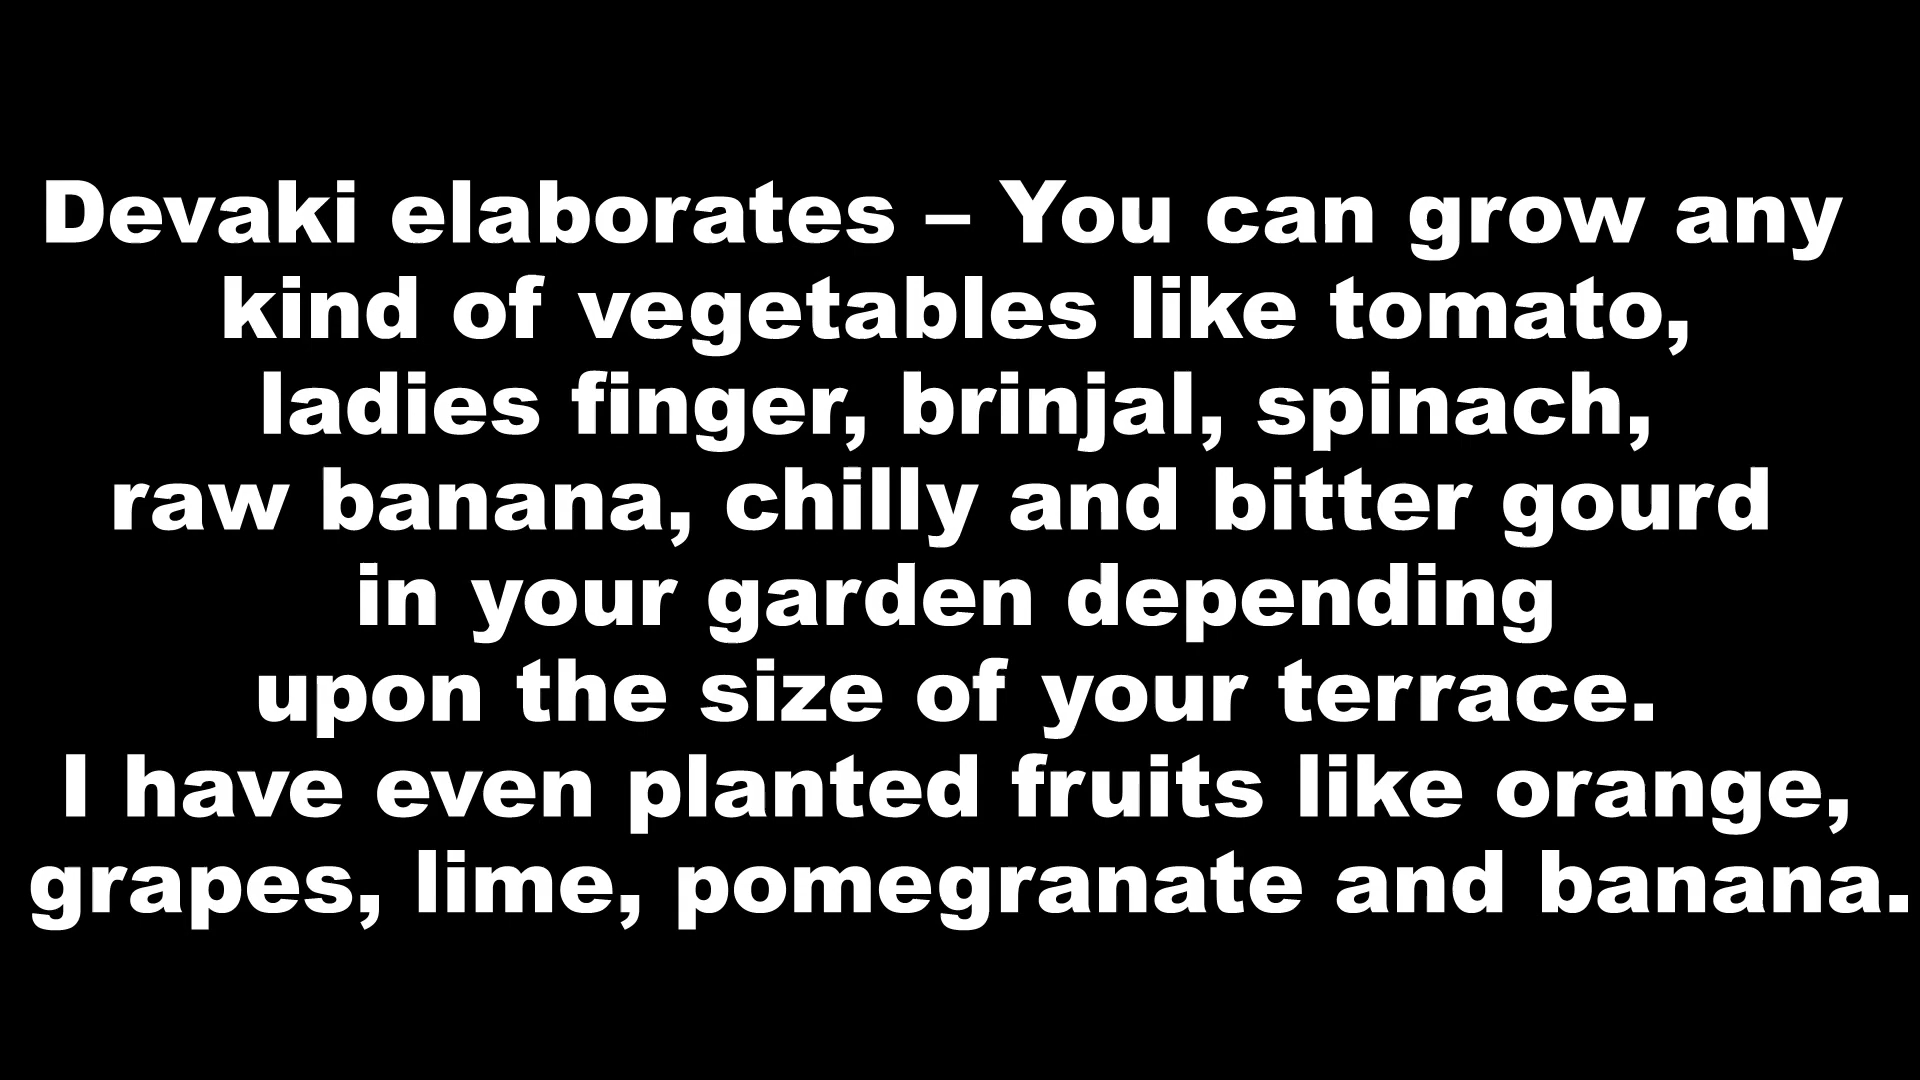 Devaki elaborates – You can grow any
kind of vegetables like tomato,
ladies finger, brinjal, spinach,
raw banana, chilly and bitter gourd
in your garden depending
upon the size of your terrace.
I have even planted fruits like orange,
grapes, lime, pomegranate and banana.